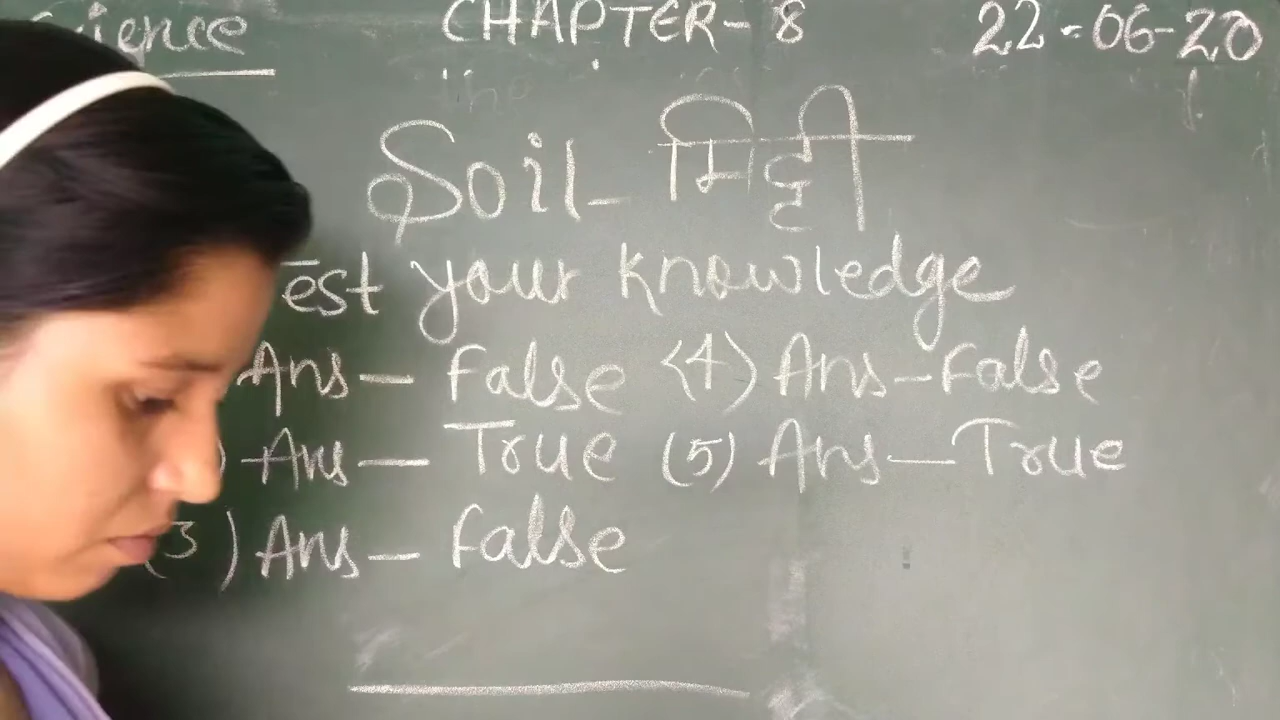 ience CHAPTER-8 22-06-20
Soil- मिट्टी
Test your knowledge
Ans- False (4) Ans-False
) Ans- True (5) Ans-True
(3) Ans- False